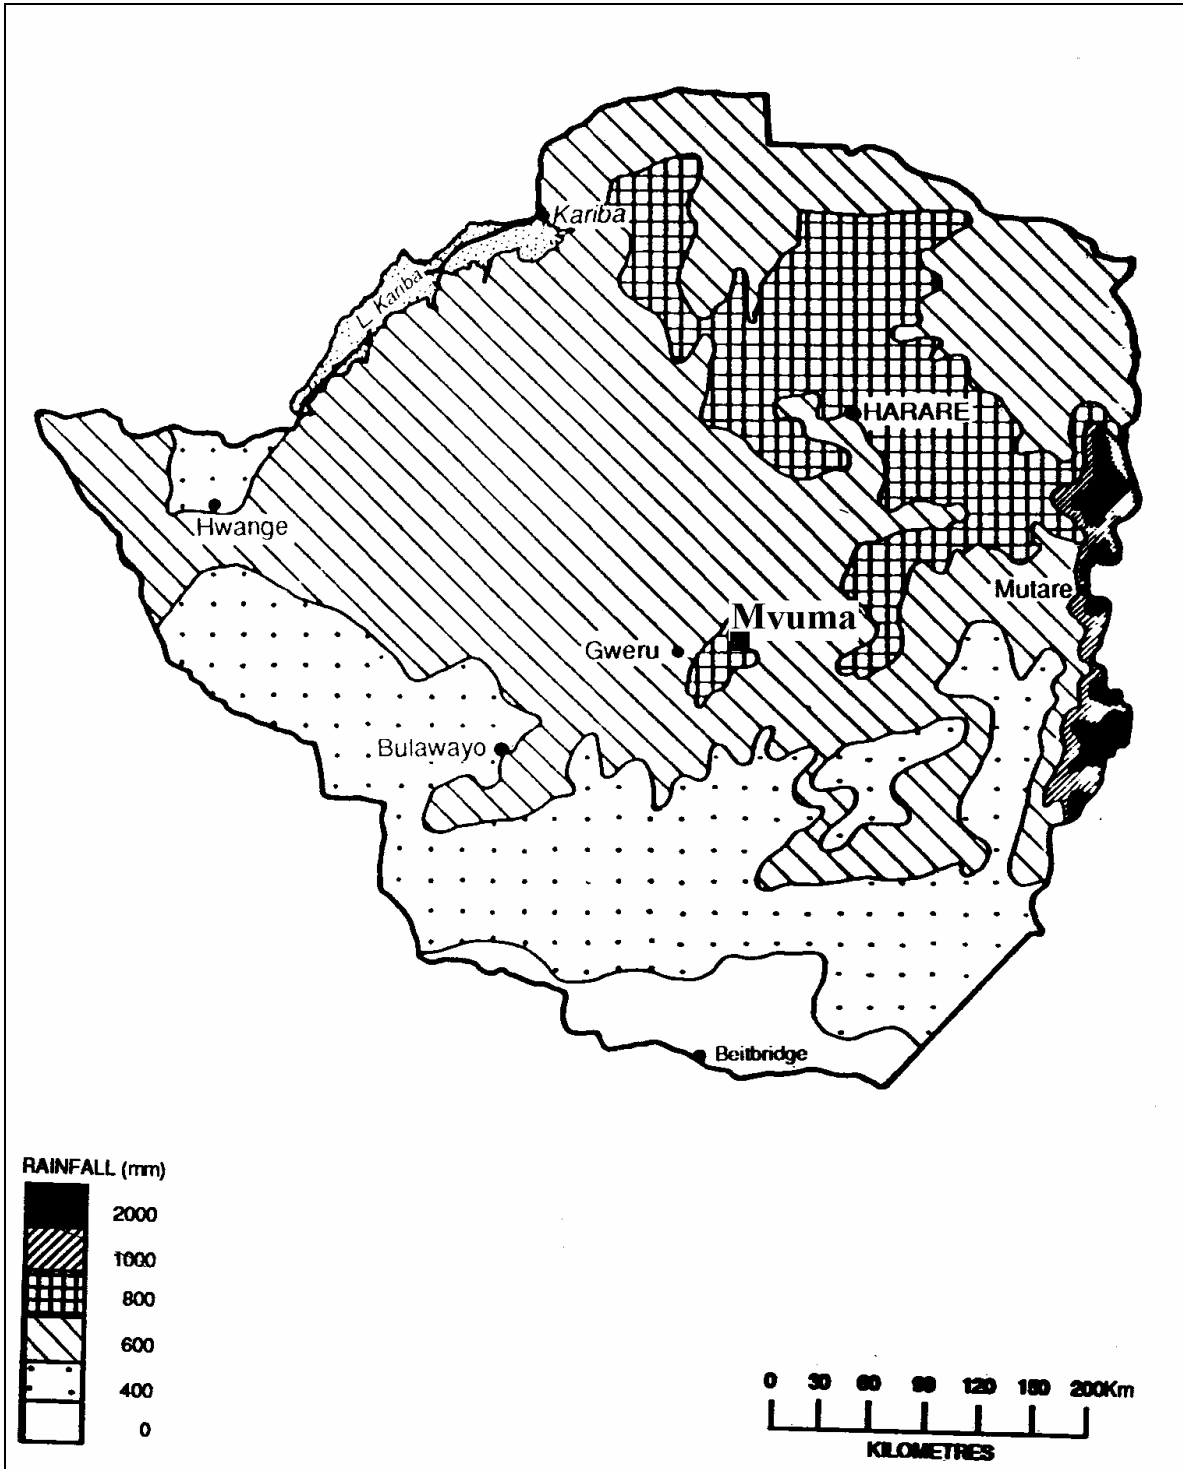 Kariba
L. Kariba
HARARE
Hwange
Mutare
Mvuma
Gweru
Bulawayo
Beitbridge
RAINFALL (mm)
2000
1000
800
600
400
0
0 30 60 90 120 150 200Km
KILOMETRES